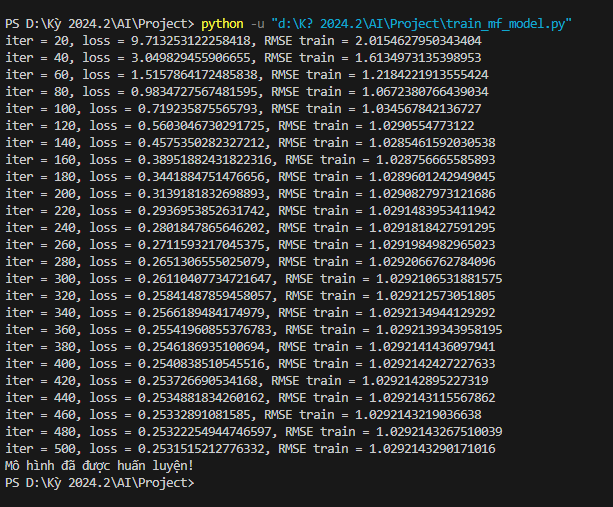 PS D:\Kỳ 2024.2\AI\Project> python -u "d:\K? 2024.2\AI\Project\train_mf_model.py"
iter = 20, loss = 9.713253122258418, RMSE train = 2.0154627950343404
iter = 40, loss = 3.049829455906655, RMSE train = 1.6134973135398953
iter = 60, loss = 1.5157864172485838, RMSE train = 1.2184221913555424
iter = 80, loss = 0.9834727567481595, RMSE train = 1.0672380766439034
iter = 100, loss = 0.719235875565793, RMSE train = 1.034567842136727
iter = 120, loss = 0.5603046730291725, RMSE train = 1.0290554773122
iter = 140, loss = 0.4575350282327212, RMSE train = 1.0285461592030538
iter = 160, loss = 0.38951882431822316, RMSE train = 1.028756665585893
iter = 180, loss = 0.3441884751476656, RMSE train = 1.0289601242949045
iter = 200, loss = 0.3139181832698893, RMSE train = 1.0290827973121686
iter = 220, loss = 0.2936953852631742, RMSE train = 1.0291483953411942
iter = 240, loss = 0.2801847865646202, RMSE train = 1.0291818427591295
iter = 260, loss = 0.2711593217045375, RMSE train = 1.0291984982965023
iter = 280, loss = 0.2651306555025079, RMSE train = 1.0292066762784096
iter = 300, loss = 0.26110407734721647, RMSE train = 1.0292106531881575
iter = 320, loss = 0.25841487859458057, RMSE train = 1.029212573051805
iter = 340, loss = 0.2566189484174979, RMSE train = 1.0292134944129292
iter = 360, loss = 0.25541960855376783, RMSE train = 1.0292139343958195
iter = 380, loss = 0.2546186935100694, RMSE train = 1.0292141436097941
iter = 400, loss = 0.2540838510545516, RMSE train = 1.0292142427227633
iter = 420, loss = 0.253726690534168, RMSE train = 1.0292142895227319
iter = 440, loss = 0.2534881834260162, RMSE train = 1.0292143115567862
iter = 460, loss = 0.25332891081585, RMSE train = 1.0292143219036638
iter = 480, loss = 0.25322254944746597, RMSE train = 1.0292143267510039
iter = 500, loss = 0.2531515212776332, RMSE train = 1.0292143290171016
Mô hình đã được huấn luyện!
PS D:\Kỳ 2024.2\AI\Project>